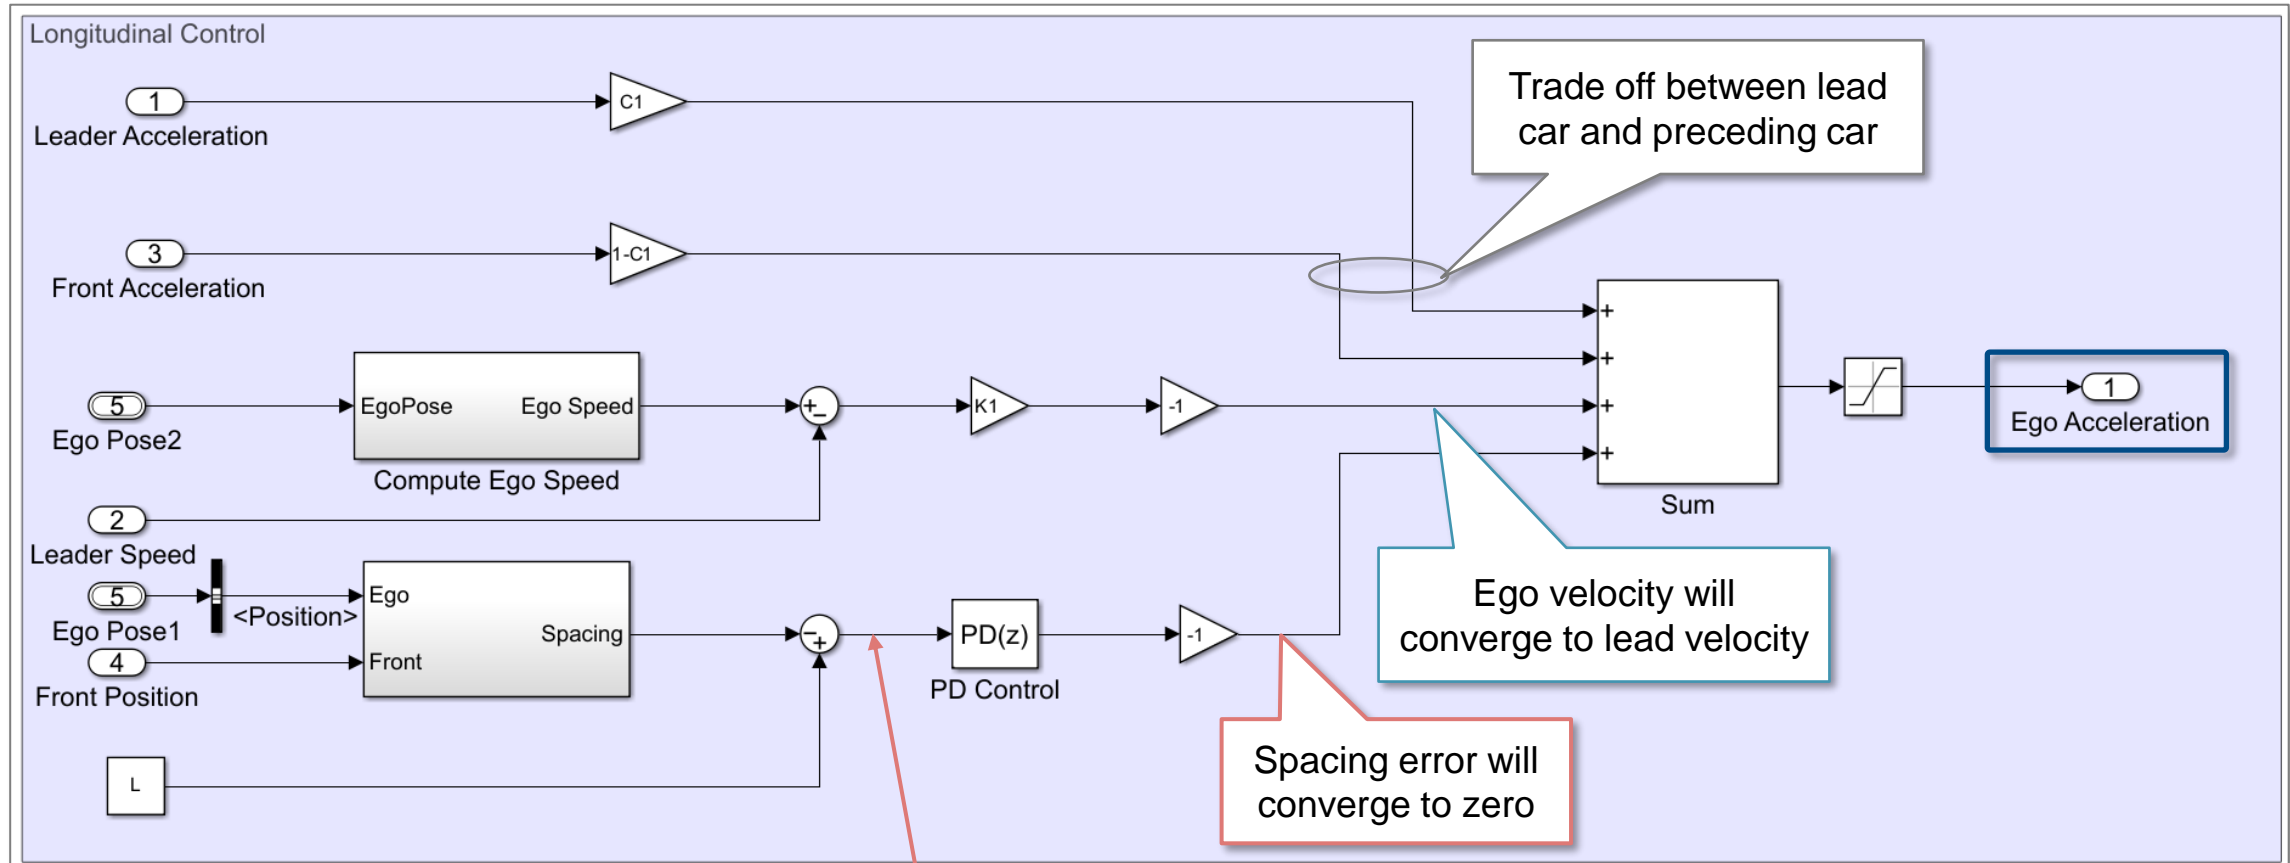 Longitudinal Control
1
Leader Acceleration
C1
Trade off between lead
car and preceding car
3
Front Acceleration
1-C1
5
Ego Pose2
EgoPose
Ego Speed
Compute Ego Speed
+
−
K1
-1
+
+
+
+
Sum
1
Ego Acceleration
2
Leader Speed
5
Ego Pose1
<Position>
Ego
Front
Spacing
4
Front Position
−
+
PD(z)
PD Control
-1
Ego velocity will
converge to lead velocity
Spacing error will
converge to zero
L